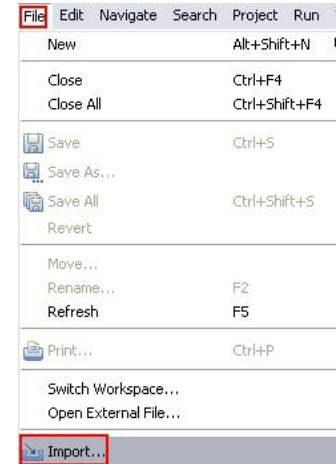 File Edit Navigate Search Project Run
New Alt+Shift+N
Close Ctrl+F4
Close All Ctrl+Shift+F4
Save Ctrl+S
Save As...
Save All Ctrl+Shift+S
Revert
Move...
Rename... F2
Refresh F5
Print... Ctrl+P
Switch Workspace...
Open External File...
Import...